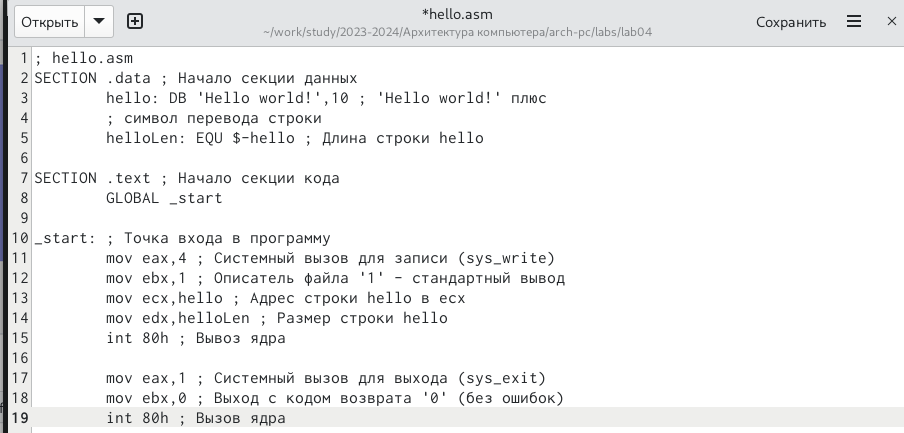 Открыть
*hello.asm
~/work/study/2023-2024/Архитектура компьютера/arch-pc/labs/lab04
Сохранить
1 ; hello.asm
2 SECTION .data ; Начало секции данных
3 hello: DB 'Hello world!',10 ; 'Hello world!' плюс
4 ; символ перевода строки
5 helloLen: EQU $-hello ; Длина строки hello
6
7 SECTION .text ; Начало секции кода
8 GLOBAL _start
9
10 _start: ; Точка входа в программу
11 mov eax,4 ; Системный вызов для записи (sys_write)
12 mov ebx,1 ; Описатель файла '1' - стандартный вывод
13 mov ecx,hello ; Адрес строки hello в ecx
14 mov edx,helloLen ; Размер строки hello
15 int 80h ; Вывоз ядра
16
17 mov eax,1 ; Системный вызов для выхода (sys_exit)
18 mov ebx,0 ; Выход с кодом возврата '0' (без ошибок)
19 int 80h ; Вызов ядра